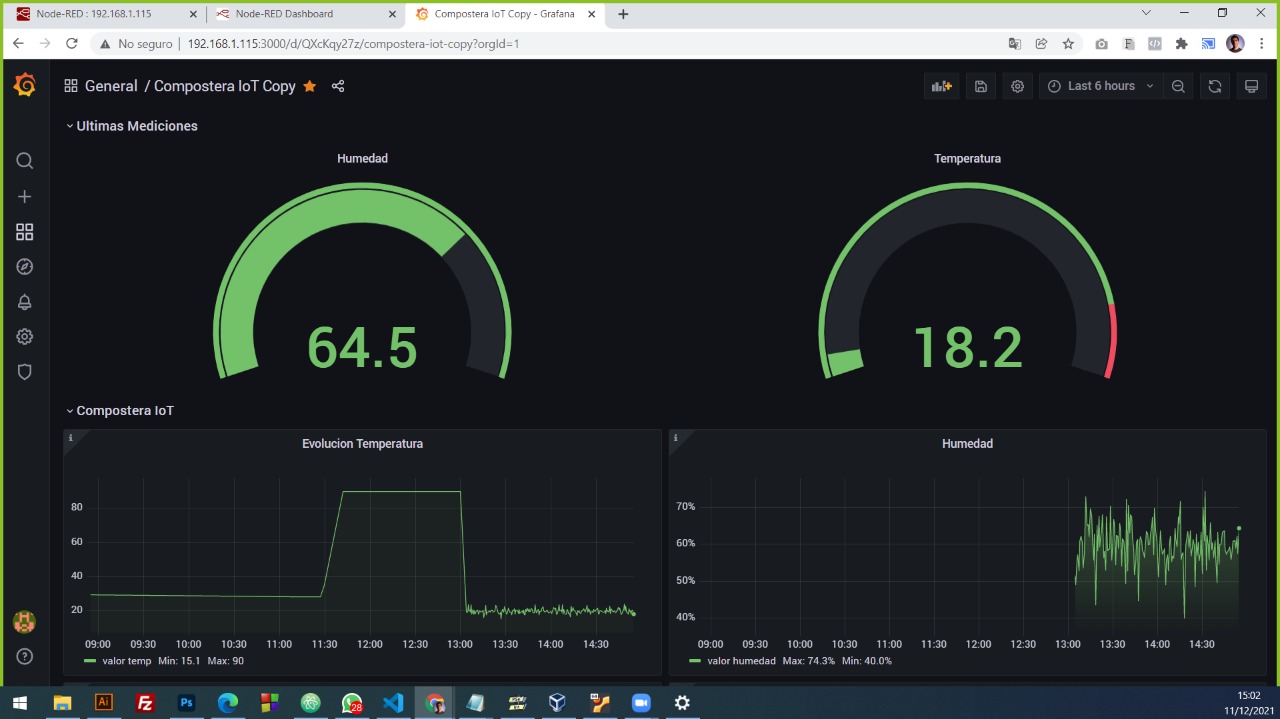 Node-RED : 192.168.1.115
Node-RED Dashboard
Compostera IoT Copy - Grafana
No seguro | 192.168.1.115:3000/d/QXcKqy27z/compostera-iot-copy?orgId=1
General / Compostera IoT Copy
Last 6 hours
Ultimas Mediciones
Humedad
Temperatura
64.5
18.2
Compostera IoT
Evolucion Temperatura
80
60
40
20
09:00 09:30 10:00 10:30 11:00 11:30 12:00 12:30 13:00 13:30 14:00 14:30
valor temp Min: 15.1 Max: 90
Humedad
70%
60%
50%
40%
09:00 09:30 10:00 10:30 11:00 11:30 12:00 12:30 13:00 13:30 14:00 14:30
valor humedad Max: 74.3% Min: 40.0%
Ai
Fz
Ps
28
15:02
11/12/2021